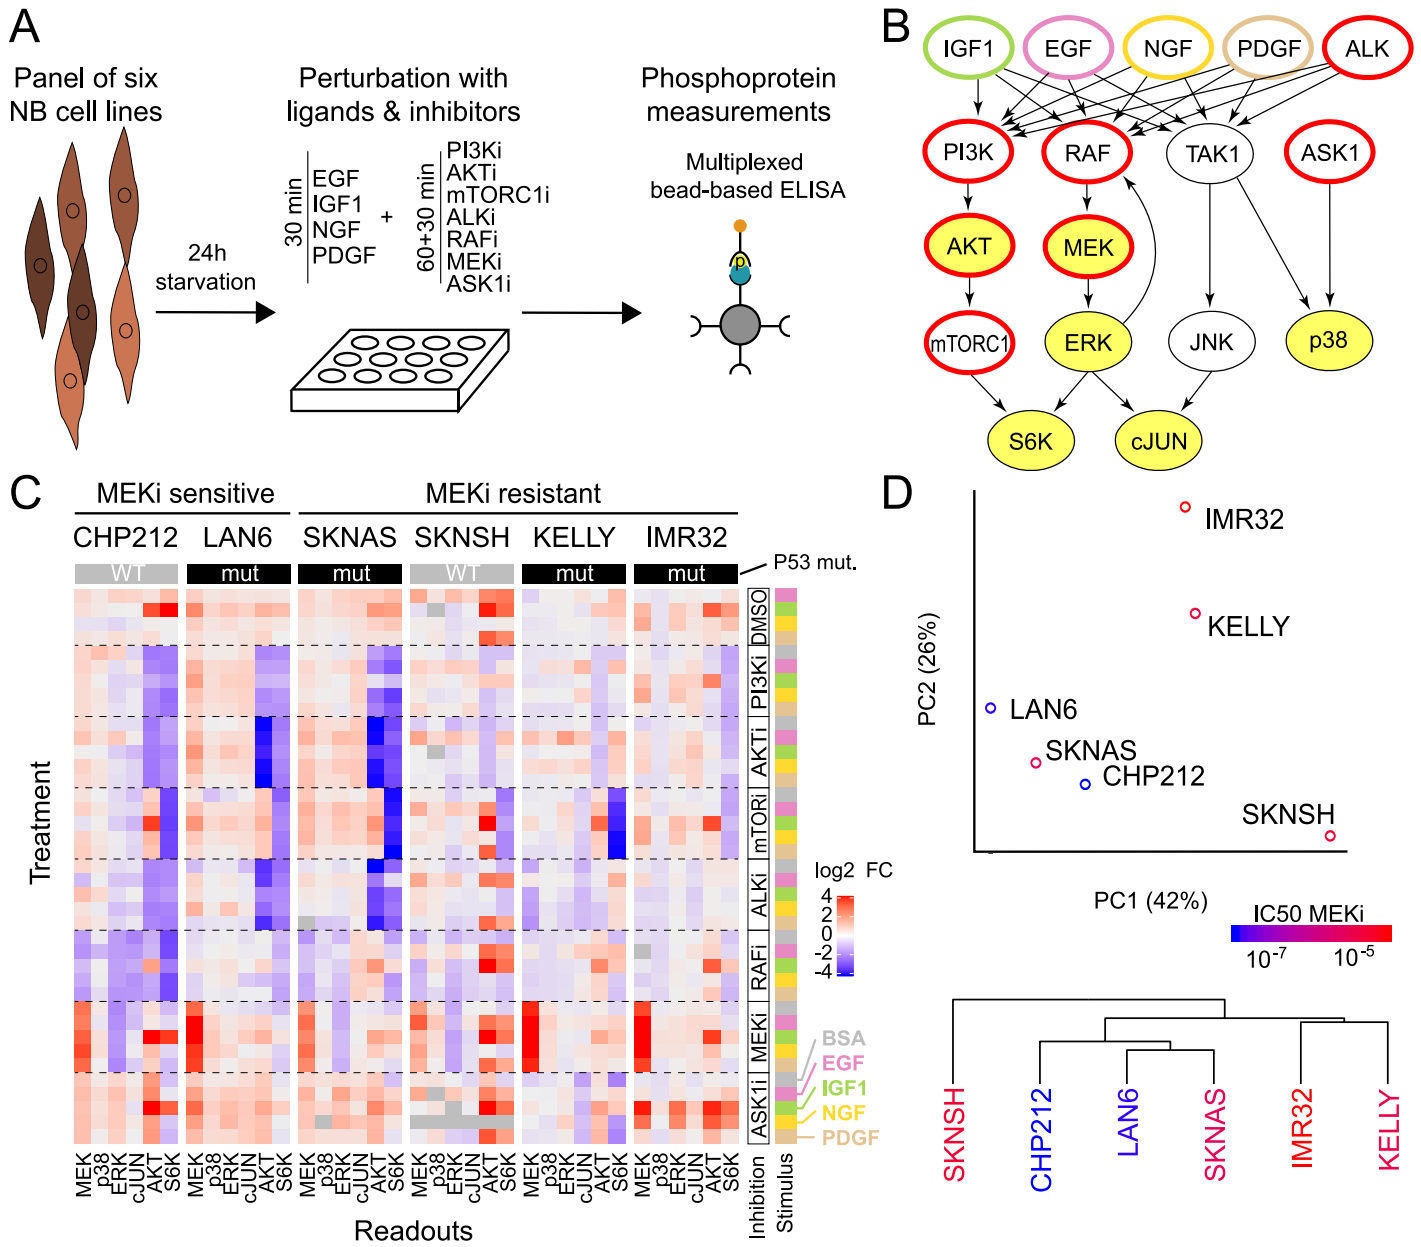 A
Panel of six
NB cell lines
24h
starvation
Perturbation with
ligands & inhibitors
30 min
EGF
IGF1
NGF
PDGF
+
60+30 min
PI3Ki
AKTi
mTORC1i
ALKi
RAFi
MEKi
ASK1i
Phosphoprotein
measurements
Multiplexed
bead-based ELISA
p
B
IGF1 EGF NGF PDGF ALK
PI3K RAF TAK1 ASK1
AKT MEK
mTORC1 ERK JNK p38
S6K cJUN
C
MEKi sensitive MEKi resistant
CHP212 LAN6 SKNAS SKNSH KELLY IMR32
WT mut mut WT mut mut
P53 mut.
Treatment
DMSO
PI3Ki
AKTi
mTORi
ALKi
RAFi
MEKi
ASK1i
log2 FC
4
2
0
-2
-4
BSA
EGF
IGF1
NGF
PDGF
MEK p38 ERK cJUN AKT S6K MEK p38 ERK cJUN AKT S6K MEK p38 ERK cJUN AKT S6K MEK p38 ERK cJUN AKT S6K MEK p38 ERK cJUN AKT S6K MEK p38 ERK cJUN AKT S6K
Inhibition
Stimulus
Readouts
D
PC2 (26%)
IMR32
KELLY
LAN6
SKNAS
CHP212
SKNSH
PC1 (42%)
IC50 MEKi
10-7 10-5
SKNSH CHP212 LAN6 SKNAS IMR32 KELLY